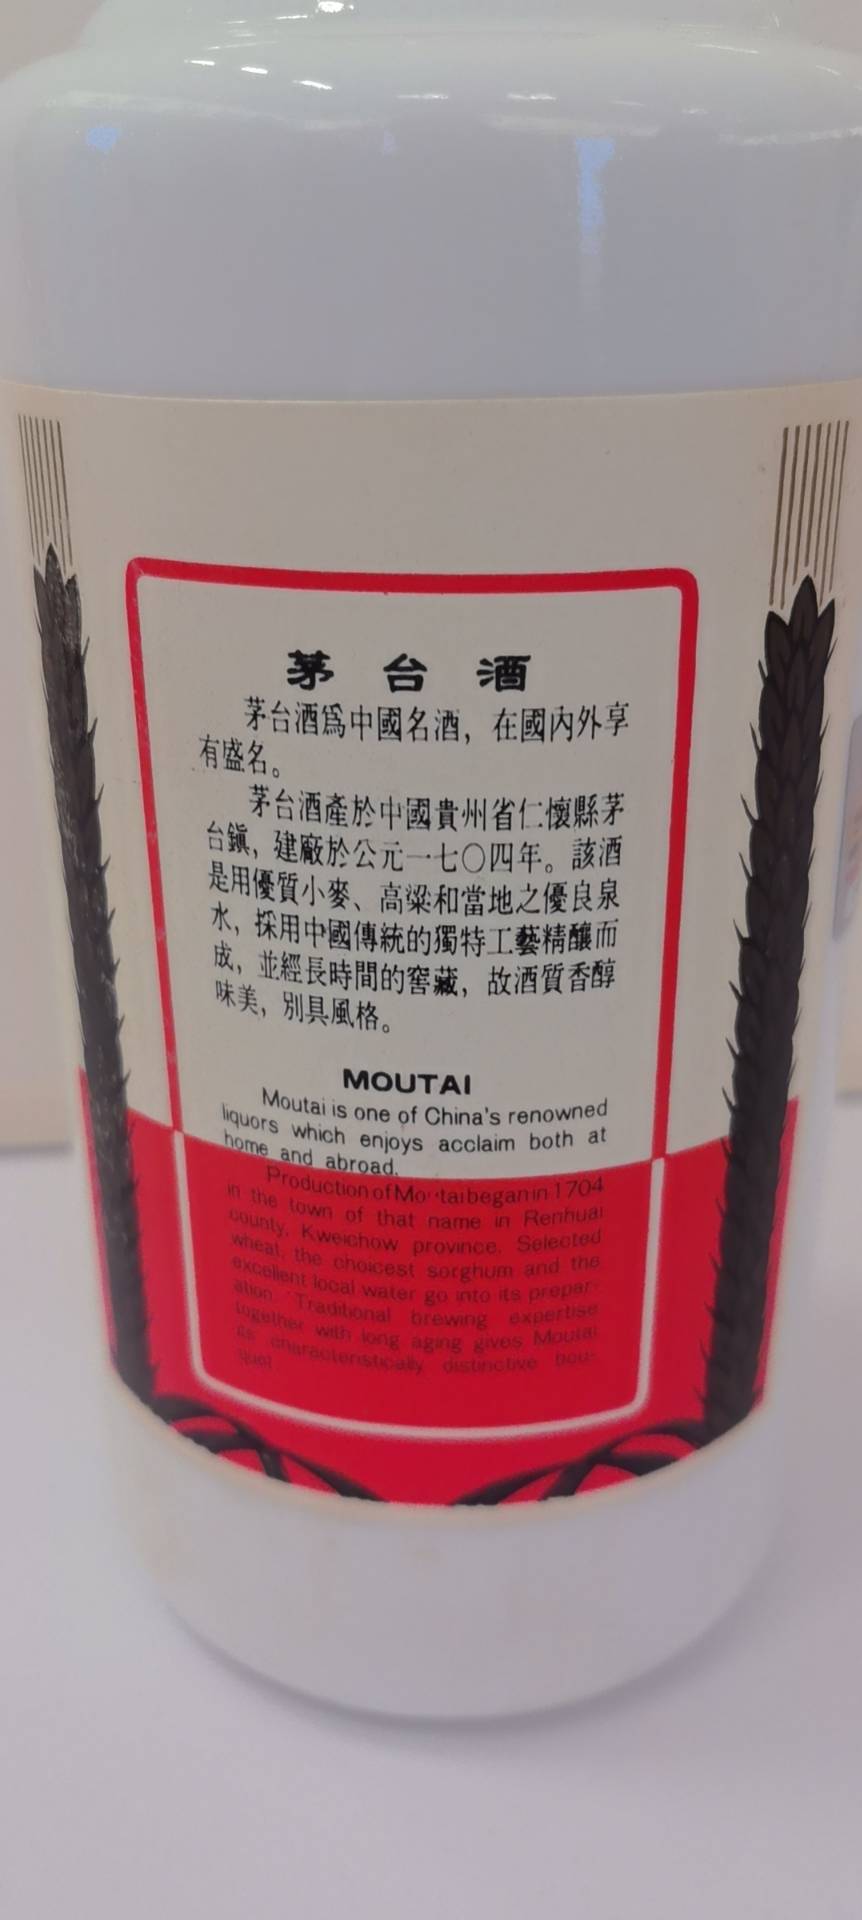 茅台酒
茅台酒爲中國名酒，在國內外享
有盛名。
茅台酒產於中國貴州省仁懷縣茅
台鎮，建廠於公元一七〇四年。該酒
是用優質小麥、高粱和當地之優良泉
水，採用中國傳統的獨特工藝精釀而
成，並經長時間的窖藏，故酒質香醇
味美，別具風格。
MOUTAI
Moutai is one of China's renowned
liquors which enjoys acclaim both at
home and abroad.
Production of Moutai began in 1704
in the town of that name in Renhuai
county, Kweichow province. Selected
wheat, the choicest sorghum and the
excellent local water go into its prepar-
ation. Traditional brewing expertise
together with long aging gives Moutai
its characteristically distinctive bou-
quet